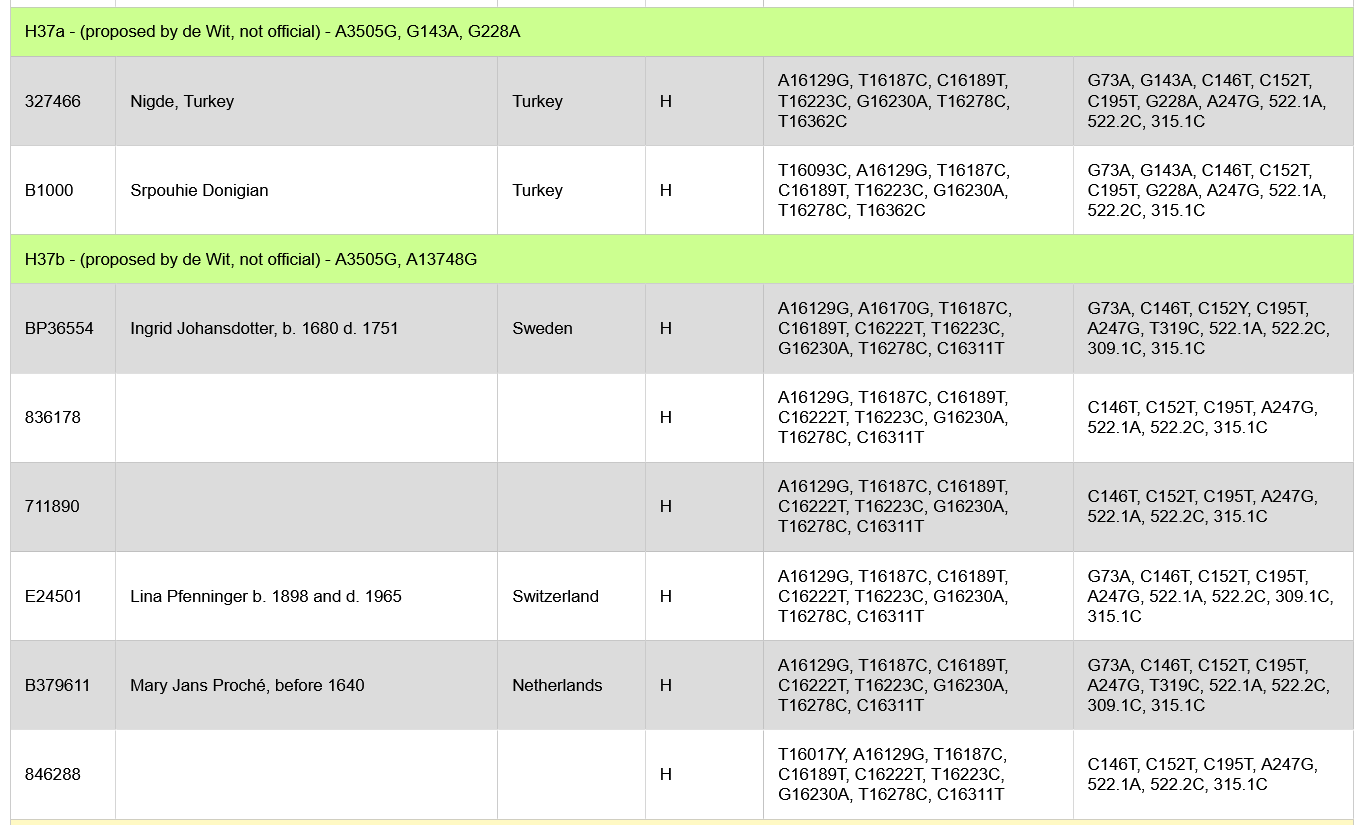 H37a - (proposed by de Wit, not official) - A3505G, G143A, G228A
327466
Nigde, Turkey
Turkey
H
A16129G, T16187C, C16189T,
T16223C, G16230A, T16278C,
T16362C
G73A, G143A, C146T, C152T,
C195T, G228A, A247G, 522.1A,
522.2C, 315.1C
B1000
Srpouhie Donigian
Turkey
H
T16093C, A16129G, T16187C,
C16189T, T16223C, G16230A,
T16278C, T16362C
G73A, G143A, C146T, C152T,
C195T, G228A, A247G, 522.1A,
522.2C, 315.1C
H37b - (proposed by de Wit, not official) - A3505G, A13748G
BP36554
Ingrid Johansdotter, b. 1680 d. 1751
Sweden
H
A16129G, A16170G, T16187C,
C16189T, C16222T, T16223C,
G16230A, T16278C, C16311T
G73A, C146T, C152Y, C195T,
A247G, T319C, 522.1A, 522.2C,
309.1C, 315.1C
836178
H
A16129G, T16187C, C16189T,
C16222T, T16223C, G16230A,
T16278C, C16311T
C146T, C152T, C195T, A247G,
522.1A, 522.2C, 315.1C
711890
H
A16129G, T16187C, C16189T,
C16222T, T16223C, G16230A,
T16278C, C16311T
C146T, C152T, C195T, A247G,
522.1A, 522.2C, 315.1C
E24501
Lina Pfenninger b. 1898 and d. 1965
Switzerland
H
A16129G, T16187C, C16189T,
C16222T, T16223C, G16230A,
T16278C, C16311T
G73A, C146T, C152T, C195T,
A247G, 522.1A, 522.2C, 309.1C,
315.1C
B379611
Mary Jans Proché, before 1640
Netherlands
H
A16129G, T16187C, C16189T,
C16222T, T16223C, G16230A,
T16278C, C16311T
G73A, C146T, C152T, C195T,
A247G, T319C, 522.1A, 522.2C,
309.1C, 315.1C
846288
H
T16017Y, A16129G, T16187C,
C16189T, C16222T, T16223C,
G16230A, T16278C, C16311T
C146T, C152T, C195T, A247G,
522.1A, 522.2C, 315.1C